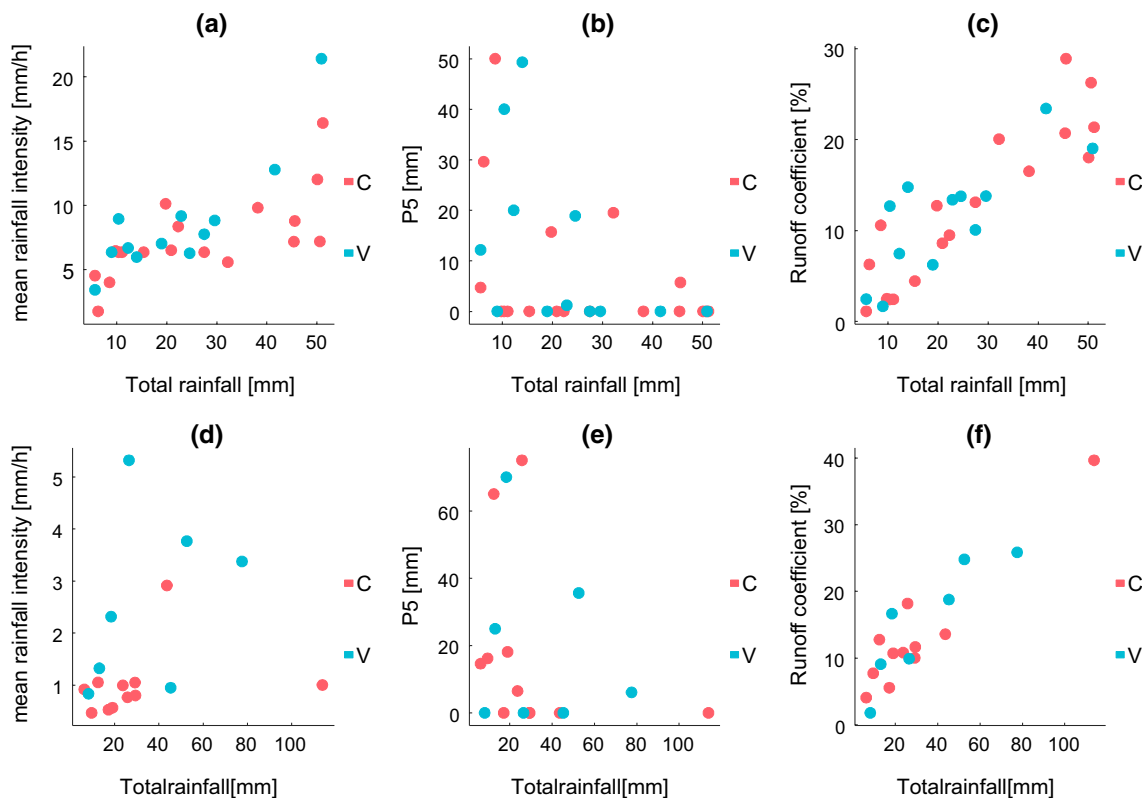 (a)
mean rainfall intensity [mm/h]
20
15
10
5
10 20 30 40 50
Total rainfall [mm]
C
V
(b)
P5 [mm]
50
40
30
20
10
0
10 20 30 40 50
Total rainfall [mm]
C
V
(c)
Runoff coefficient [%]
30
20
10
0
10 20 30 40 50
Total rainfall [mm]
C
V
(d)
mean rainfall intensity [mm/h]
5
4
3
2
1
20 40 60 80 100
Totalrainfall[mm]
C
V
(e)
P5 [mm]
60
40
20
0
20 40 60 80 100
Totalrainfall[mm]
C
V
(f)
Runoff coefficient [%]
40
30
20
10
0
20 40 60 80 100
Totalrainfall[mm]
C
V